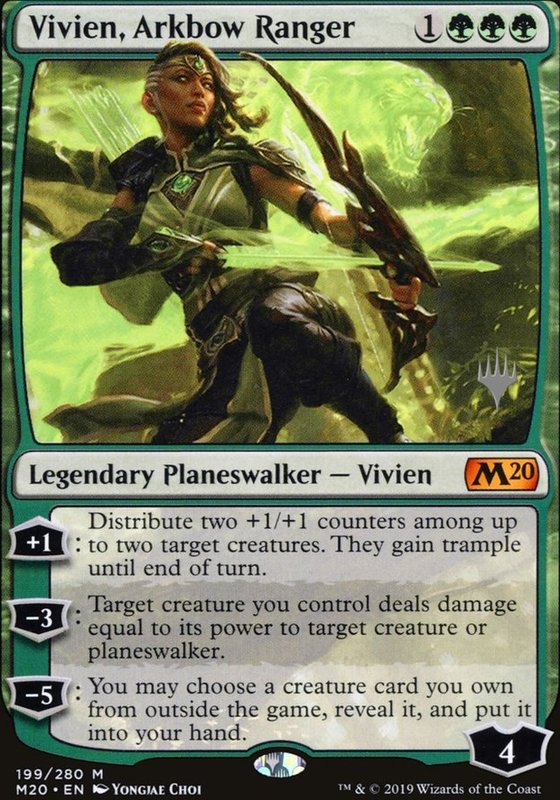 Vivien, Arkbow Ranger 1
Legendary Planeswalker — Vivien M20
Distribute two +1/+1 counters among up
+1 : to two target creatures. They gain trample
until end of turn.
Target creature you control deals damage
−3 : equal to its power to target creature or
planeswalker.
−5 : You may choose a creature card you own
from outside the game, reveal it, and put it
into your hand.
4
199/280 M
M20 • EN Yongjae Choi
™ & © 2019 Wizards of the Coast